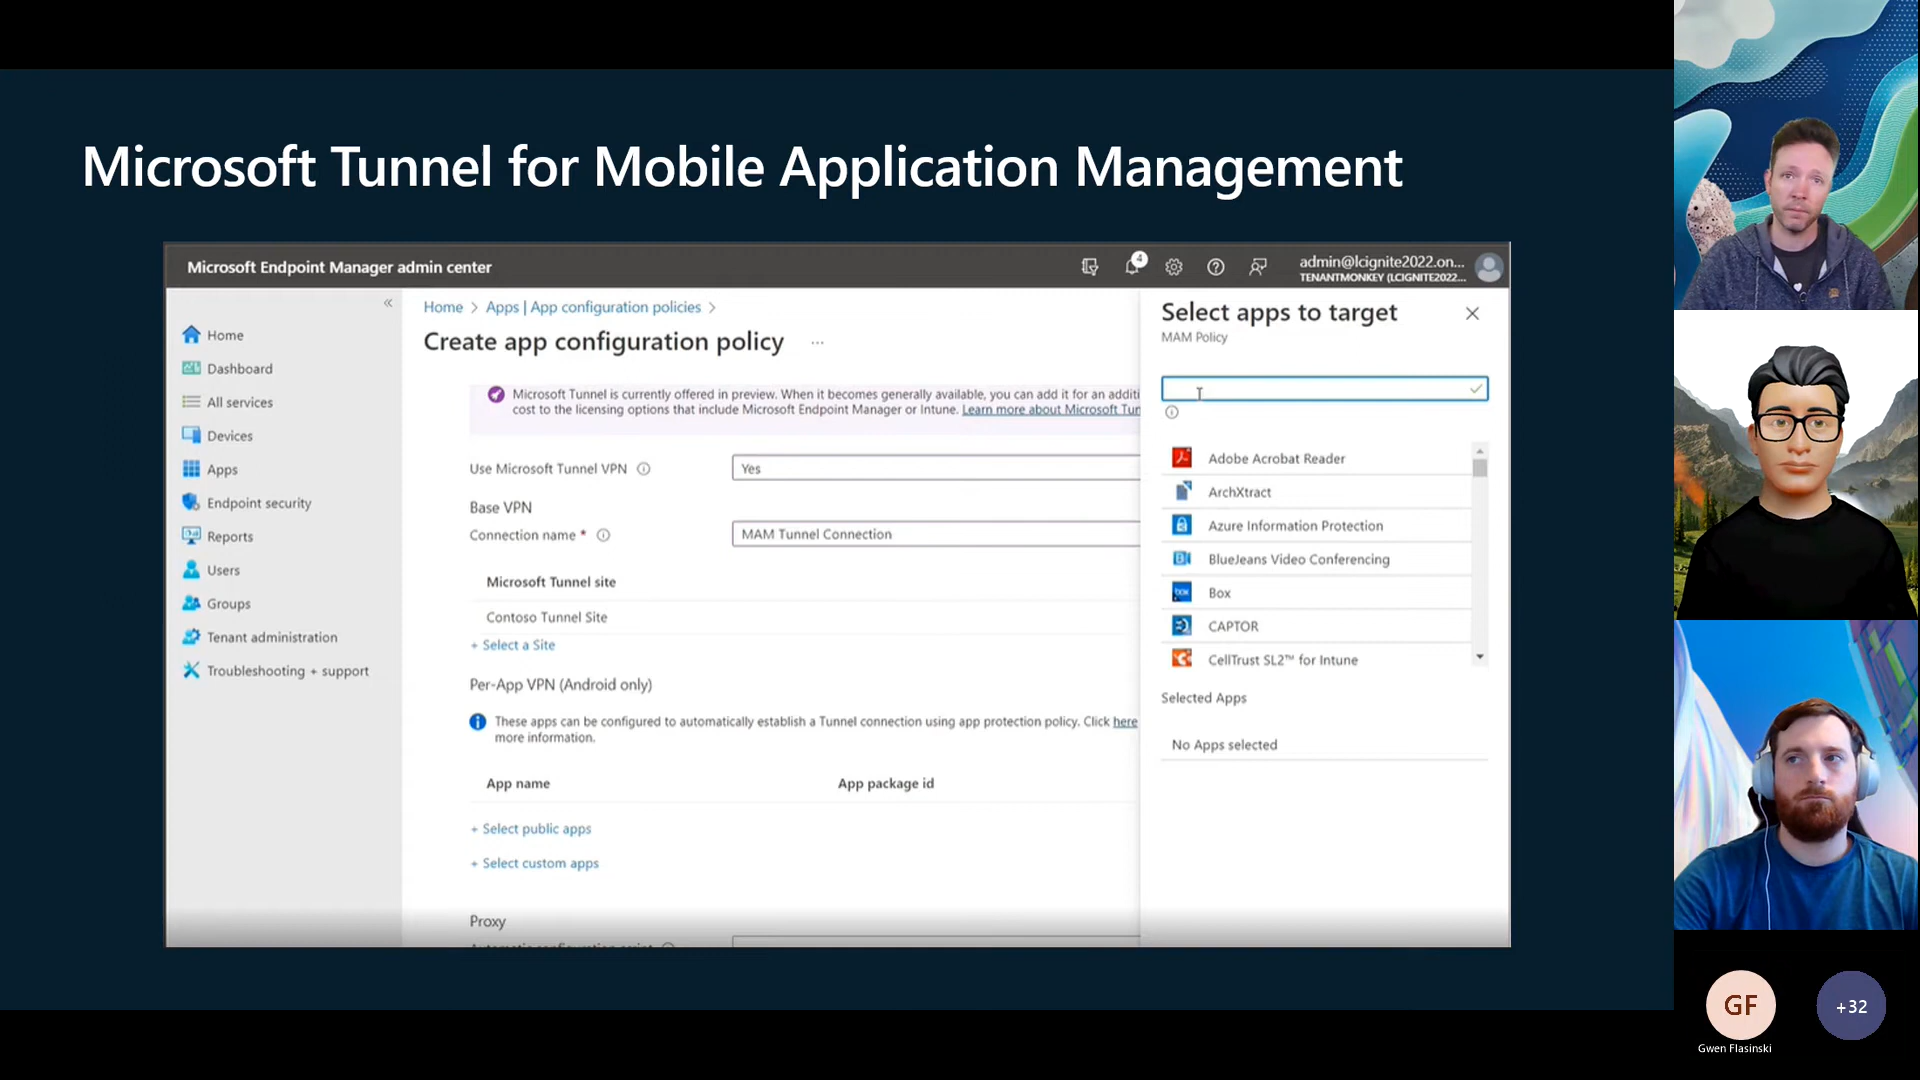 Microsoft Tunnel for Mobile Application Management
Microsoft Endpoint Manager admin center
4
admin@lcignite2022.on...
TENANTMONKEY (LCIGNITE2022...
«
Home
Dashboard
All services
Devices
Apps
Endpoint security
Reports
Users
Groups
Tenant administration
Troubleshooting + support
Home > Apps | App configuration policies >
Create app configuration policy ...
Microsoft Tunnel is currently offered in preview. When it becomes generally available, you can add it for an additi
cost to the licensing options that include Microsoft Endpoint Manager or Intune. Learn more about Microsoft Tun
Use Microsoft Tunnel VPN
Yes
Base VPN
Connection name *
MAM Tunnel Connection
Microsoft Tunnel site
Contoso Tunnel Site
+ Select a Site
Per-App VPN (Android only)
These apps can be configured to automatically establish a Tunnel connection using app protection policy. Click here
more information.
App name
App package id
+ Select public apps
+ Select custom apps
Proxy
Select apps to target
MAM Policy
Adobe Acrobat Reader
ArchXtract
Azure Information Protection
BlueJeans Video Conferencing
box
Box
CAPTOR
CellTrust SL2™ for Intune
Selected Apps
No Apps selected
GF
Gwen Flasinski
+32